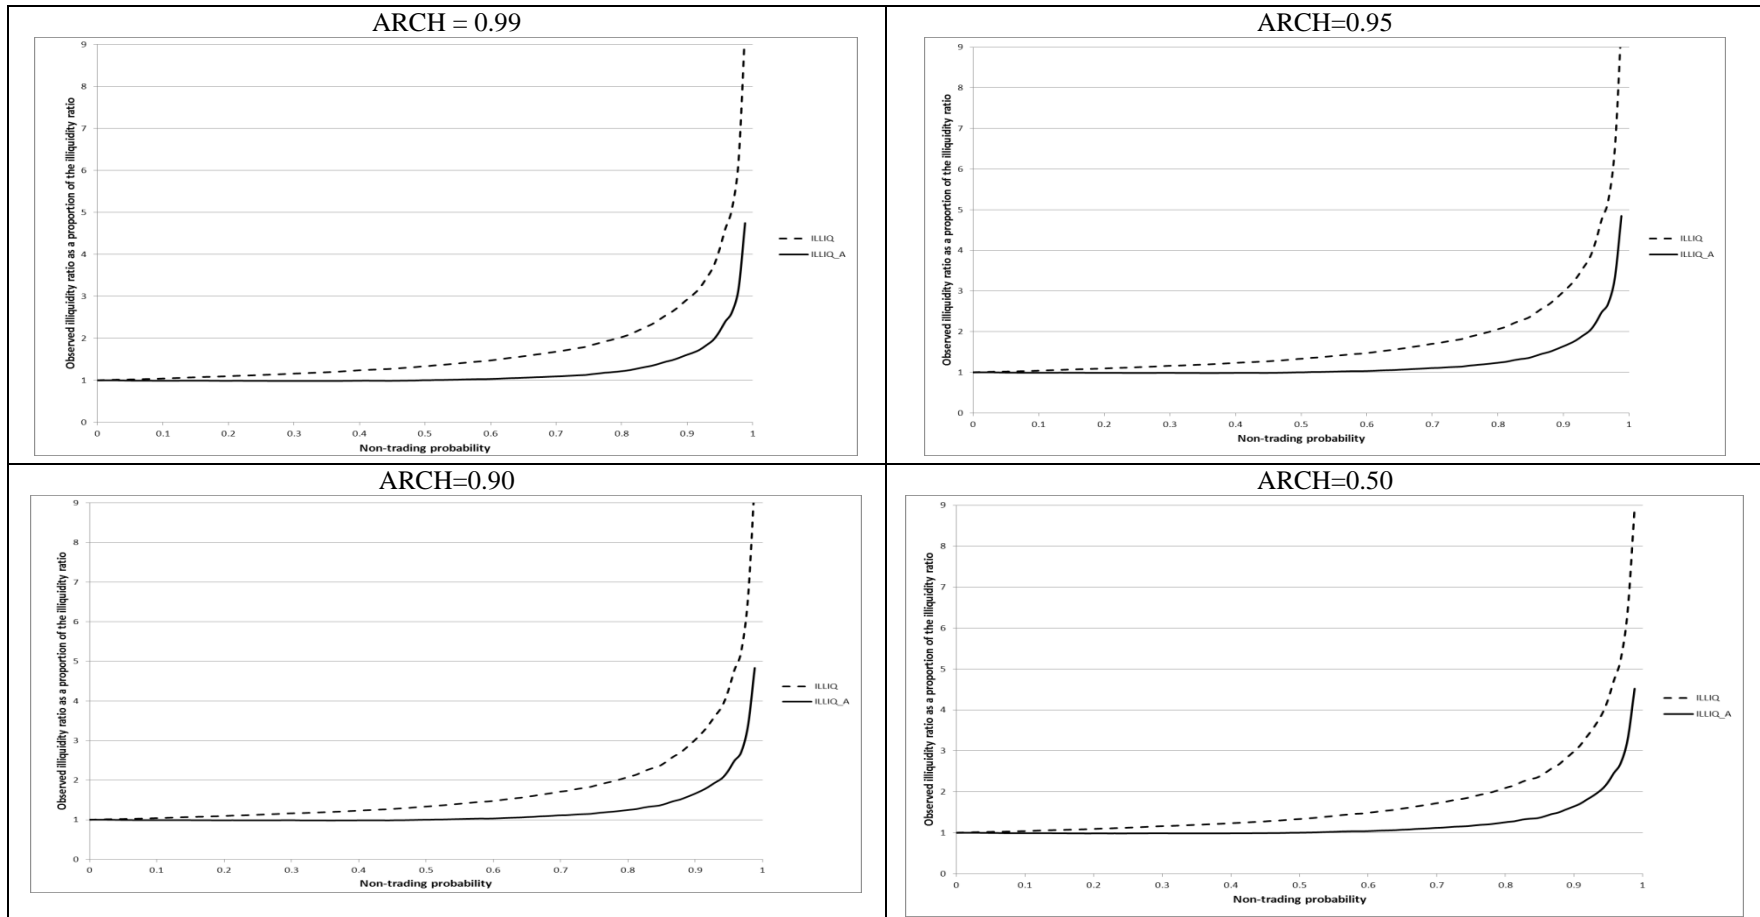 ARCH = 0.99
Observed illiquidity ratio as a proportion of the illiquidity ratio
9
8
7
6
5
4
3
2
1
0
0 0.1 0.2 0.3 0.4 0.5 0.6 0.7 0.8 0.9 1
Non-trading probability
ILLIQ
ILLIQ_A
ARCH=0.95
Observed illiquidity ratio as a proportion of the illiquidity ratio
9
8
7
6
5
4
3
2
1
0
0 0.1 0.2 0.3 0.4 0.5 0.6 0.7 0.8 0.9 1
Non-trading probability
ILLIQ
ILLIQ_A
ARCH=0.90
Observed illiquidity ratio as a proportion of the illiquidity ratio
9
8
7
6
5
4
3
2
1
0
0 0.1 0.2 0.3 0.4 0.5 0.6 0.7 0.8 0.9 1
Non-trading probability
ILLIQ
ILLIQ_A
ARCH=0.50
Observed illiquidity ratio as a proportion of the illiquidity ratio
9
8
7
6
5
4
3
2
1
0
0 0.1 0.2 0.3 0.4 0.5 0.6 0.7 0.8 0.9 1
Non-trading probability
ILLIQ
ILLIQ_A